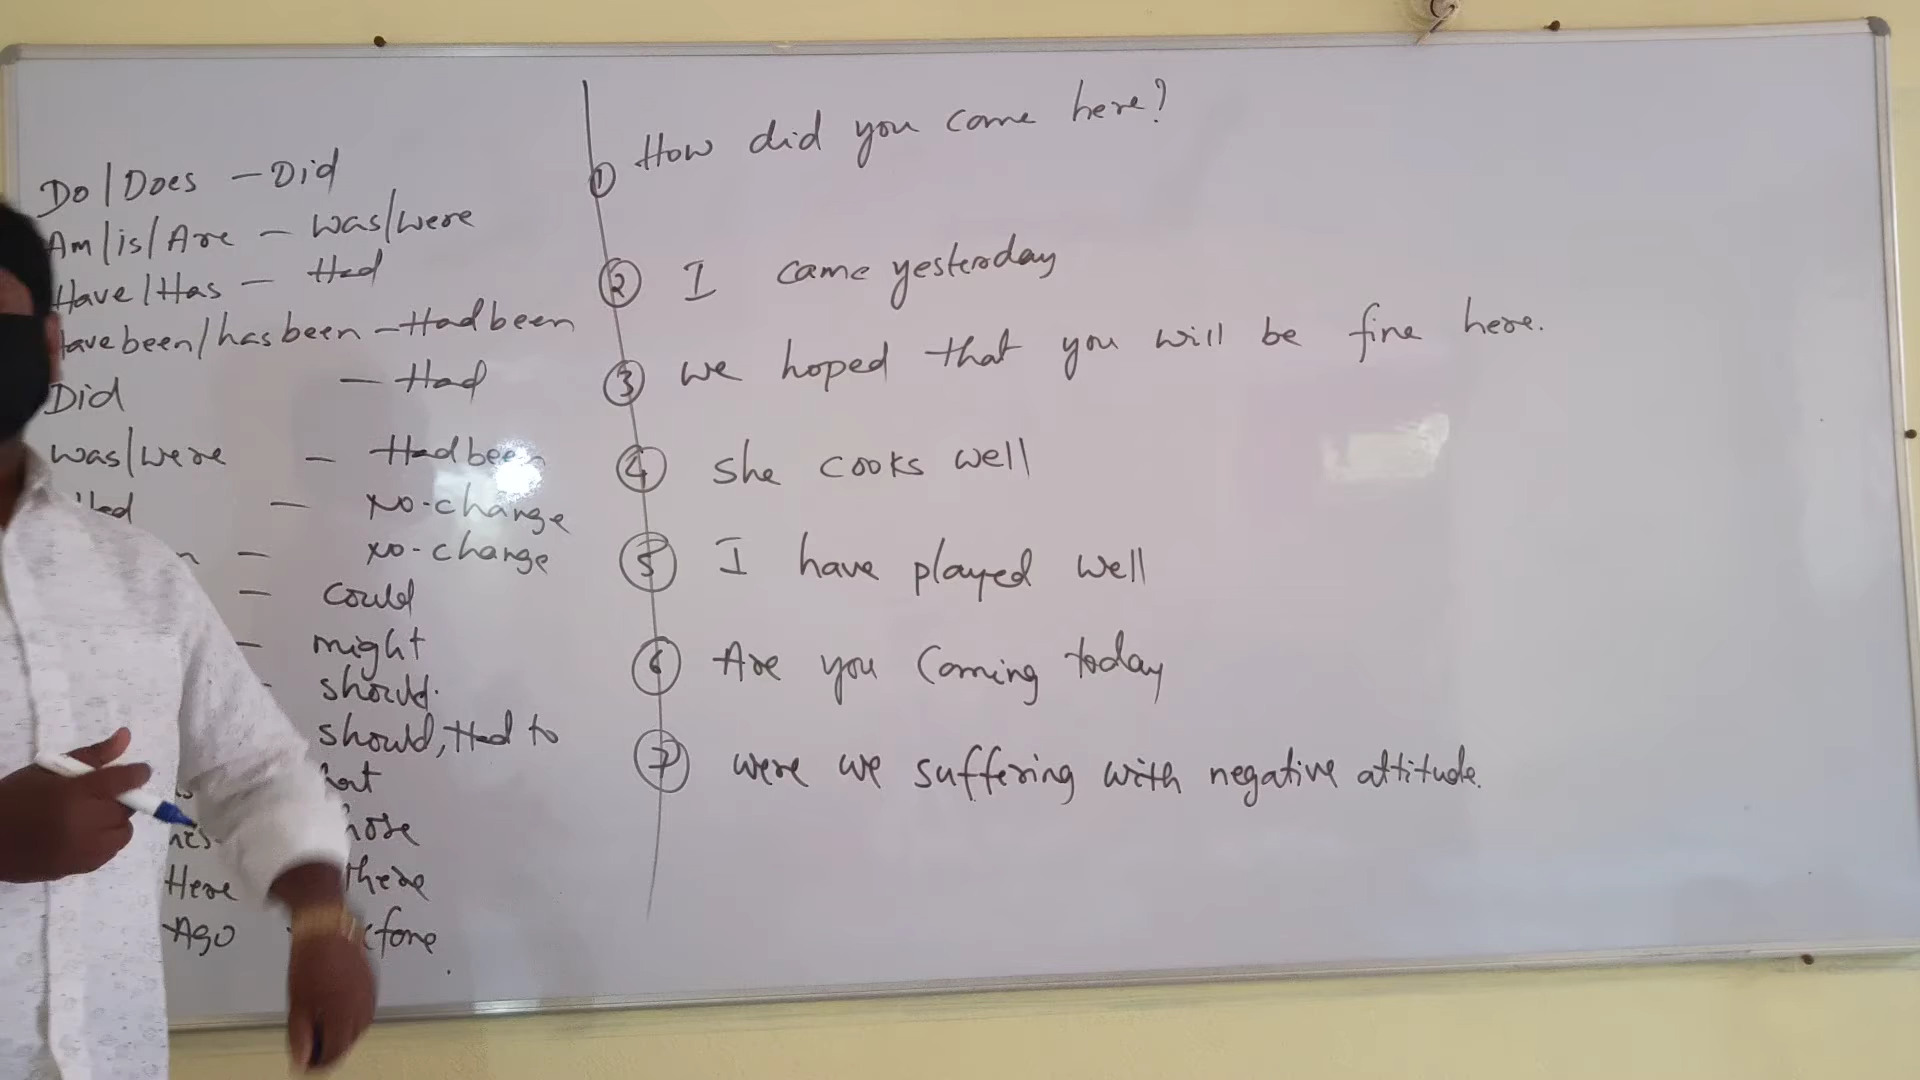 Do/Does - Did
Am/is/Are - was/were
Have/Has - Had
have been/has been - Had been
Did - Had
was/were - Had been
Had - No-change
- No-change
- could
- might
- should.
should, Had to
Here there
Ago
① How did you come here?
② I came yesterday
③ we hoped that you will be fine here.
④ she cooks well
⑤ I have played well
⑥ Are you coming today
⑦ were we suffering with negative attitude.